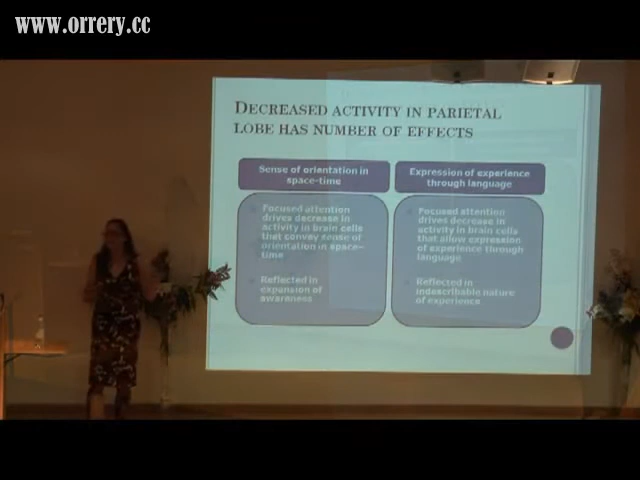 www.orrery.cc
DECREASED ACTIVITY IN PARIETAL
LOBE HAS NUMBER OF EFFECTS
Sense of orientation in
space-time
Focused attention
drives decrease in
activity in brain cells
that convey sense of
orientation in space-
time
Reflected in
expansion of
awareness
Expression of experience
through language
Focused attention
drives decrease in
activity in brain cells
that allow expression
of experience through
language
Reflected in
indescribable nature
of experience